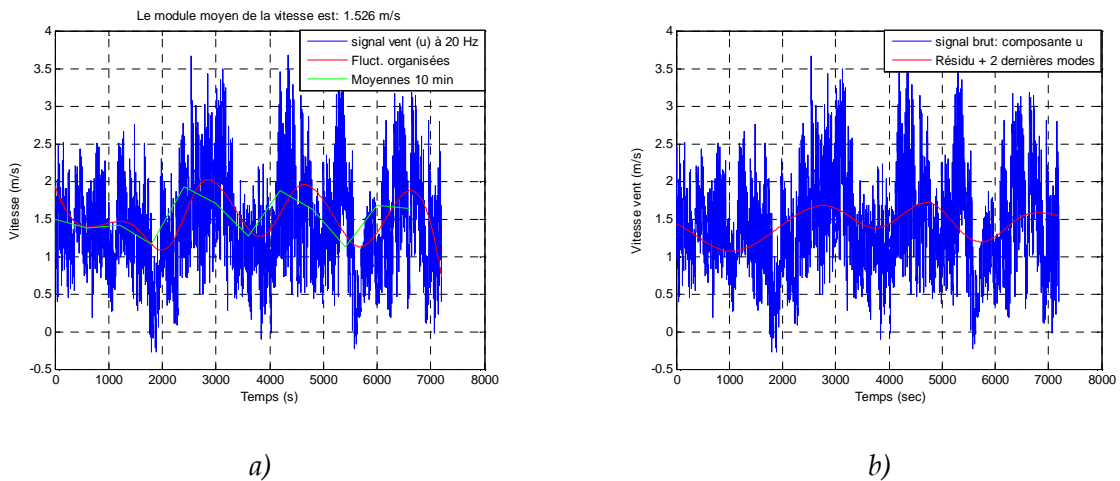 Le module moyen de la vitesse est: 1.526 m/s
4
3.5
3
2.5
2
1.5
1
0.5
0
-0.5
Vitesse (m/s)
0 1000 2000 3000 4000 5000 6000 7000 8000
Temps (s)
signal vent (u) à 20 Hz
Fluct. organisées
Moyennes 10 min
a)
4
3.5
3
2.5
2
1.5
1
0.5
0
-0.5
Vitesse vent (m/s)
0 1000 2000 3000 4000 5000 6000 7000 8000
Temps (sec)
signal brut: composante u
Résidu + 2 dernières modes
b)